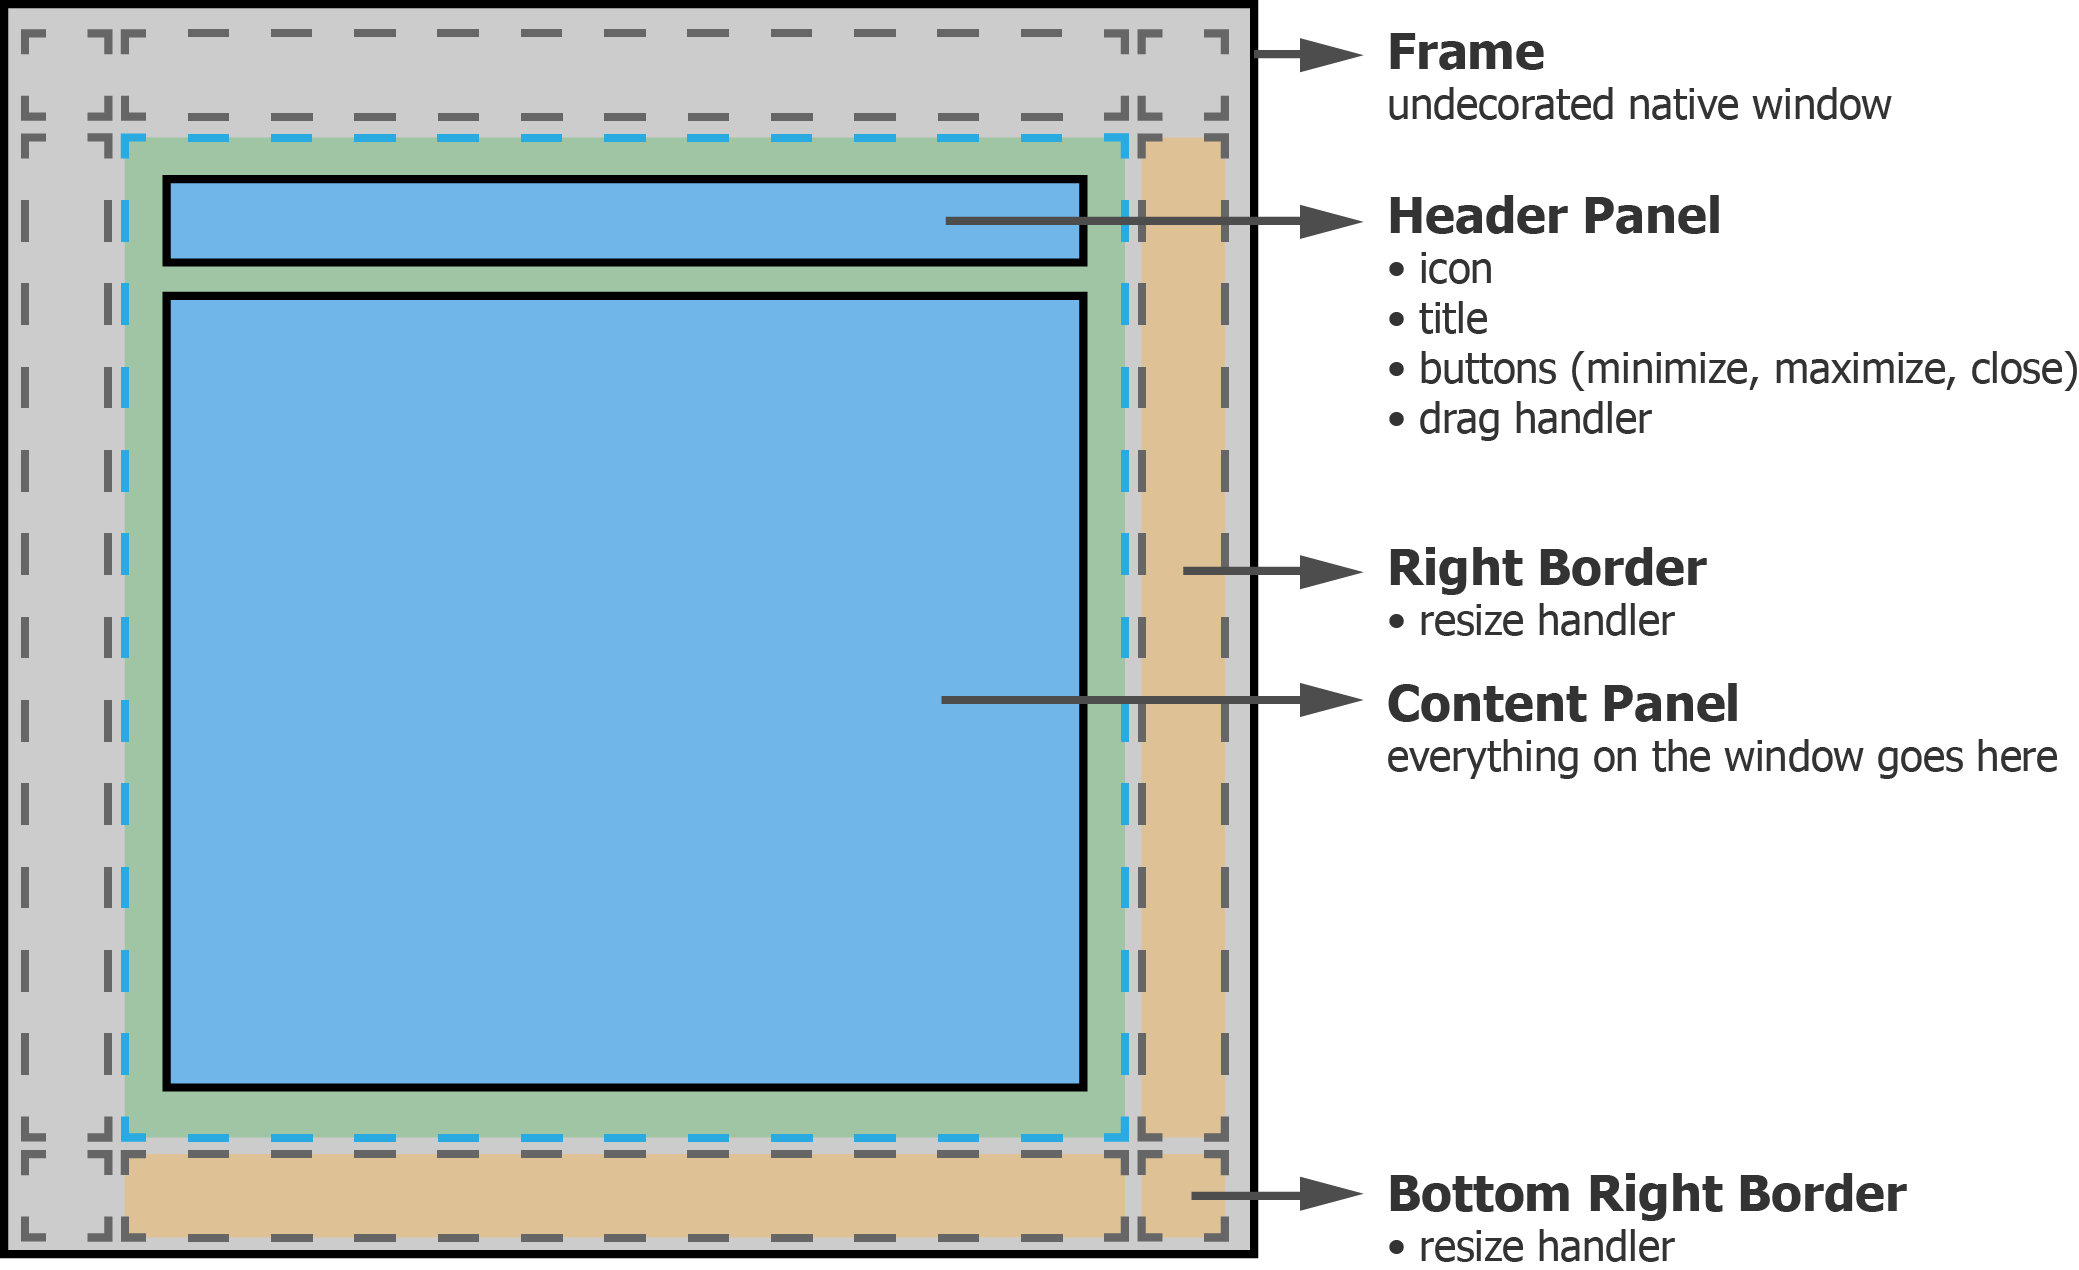 Frame
undecorated native window
Header Panel
• icon
• title
• buttons (minimize, maximize, close)
• drag handler
Right Border
• resize handler
Content Panel
everything on the window goes here
Bottom Right Border
• resize handler